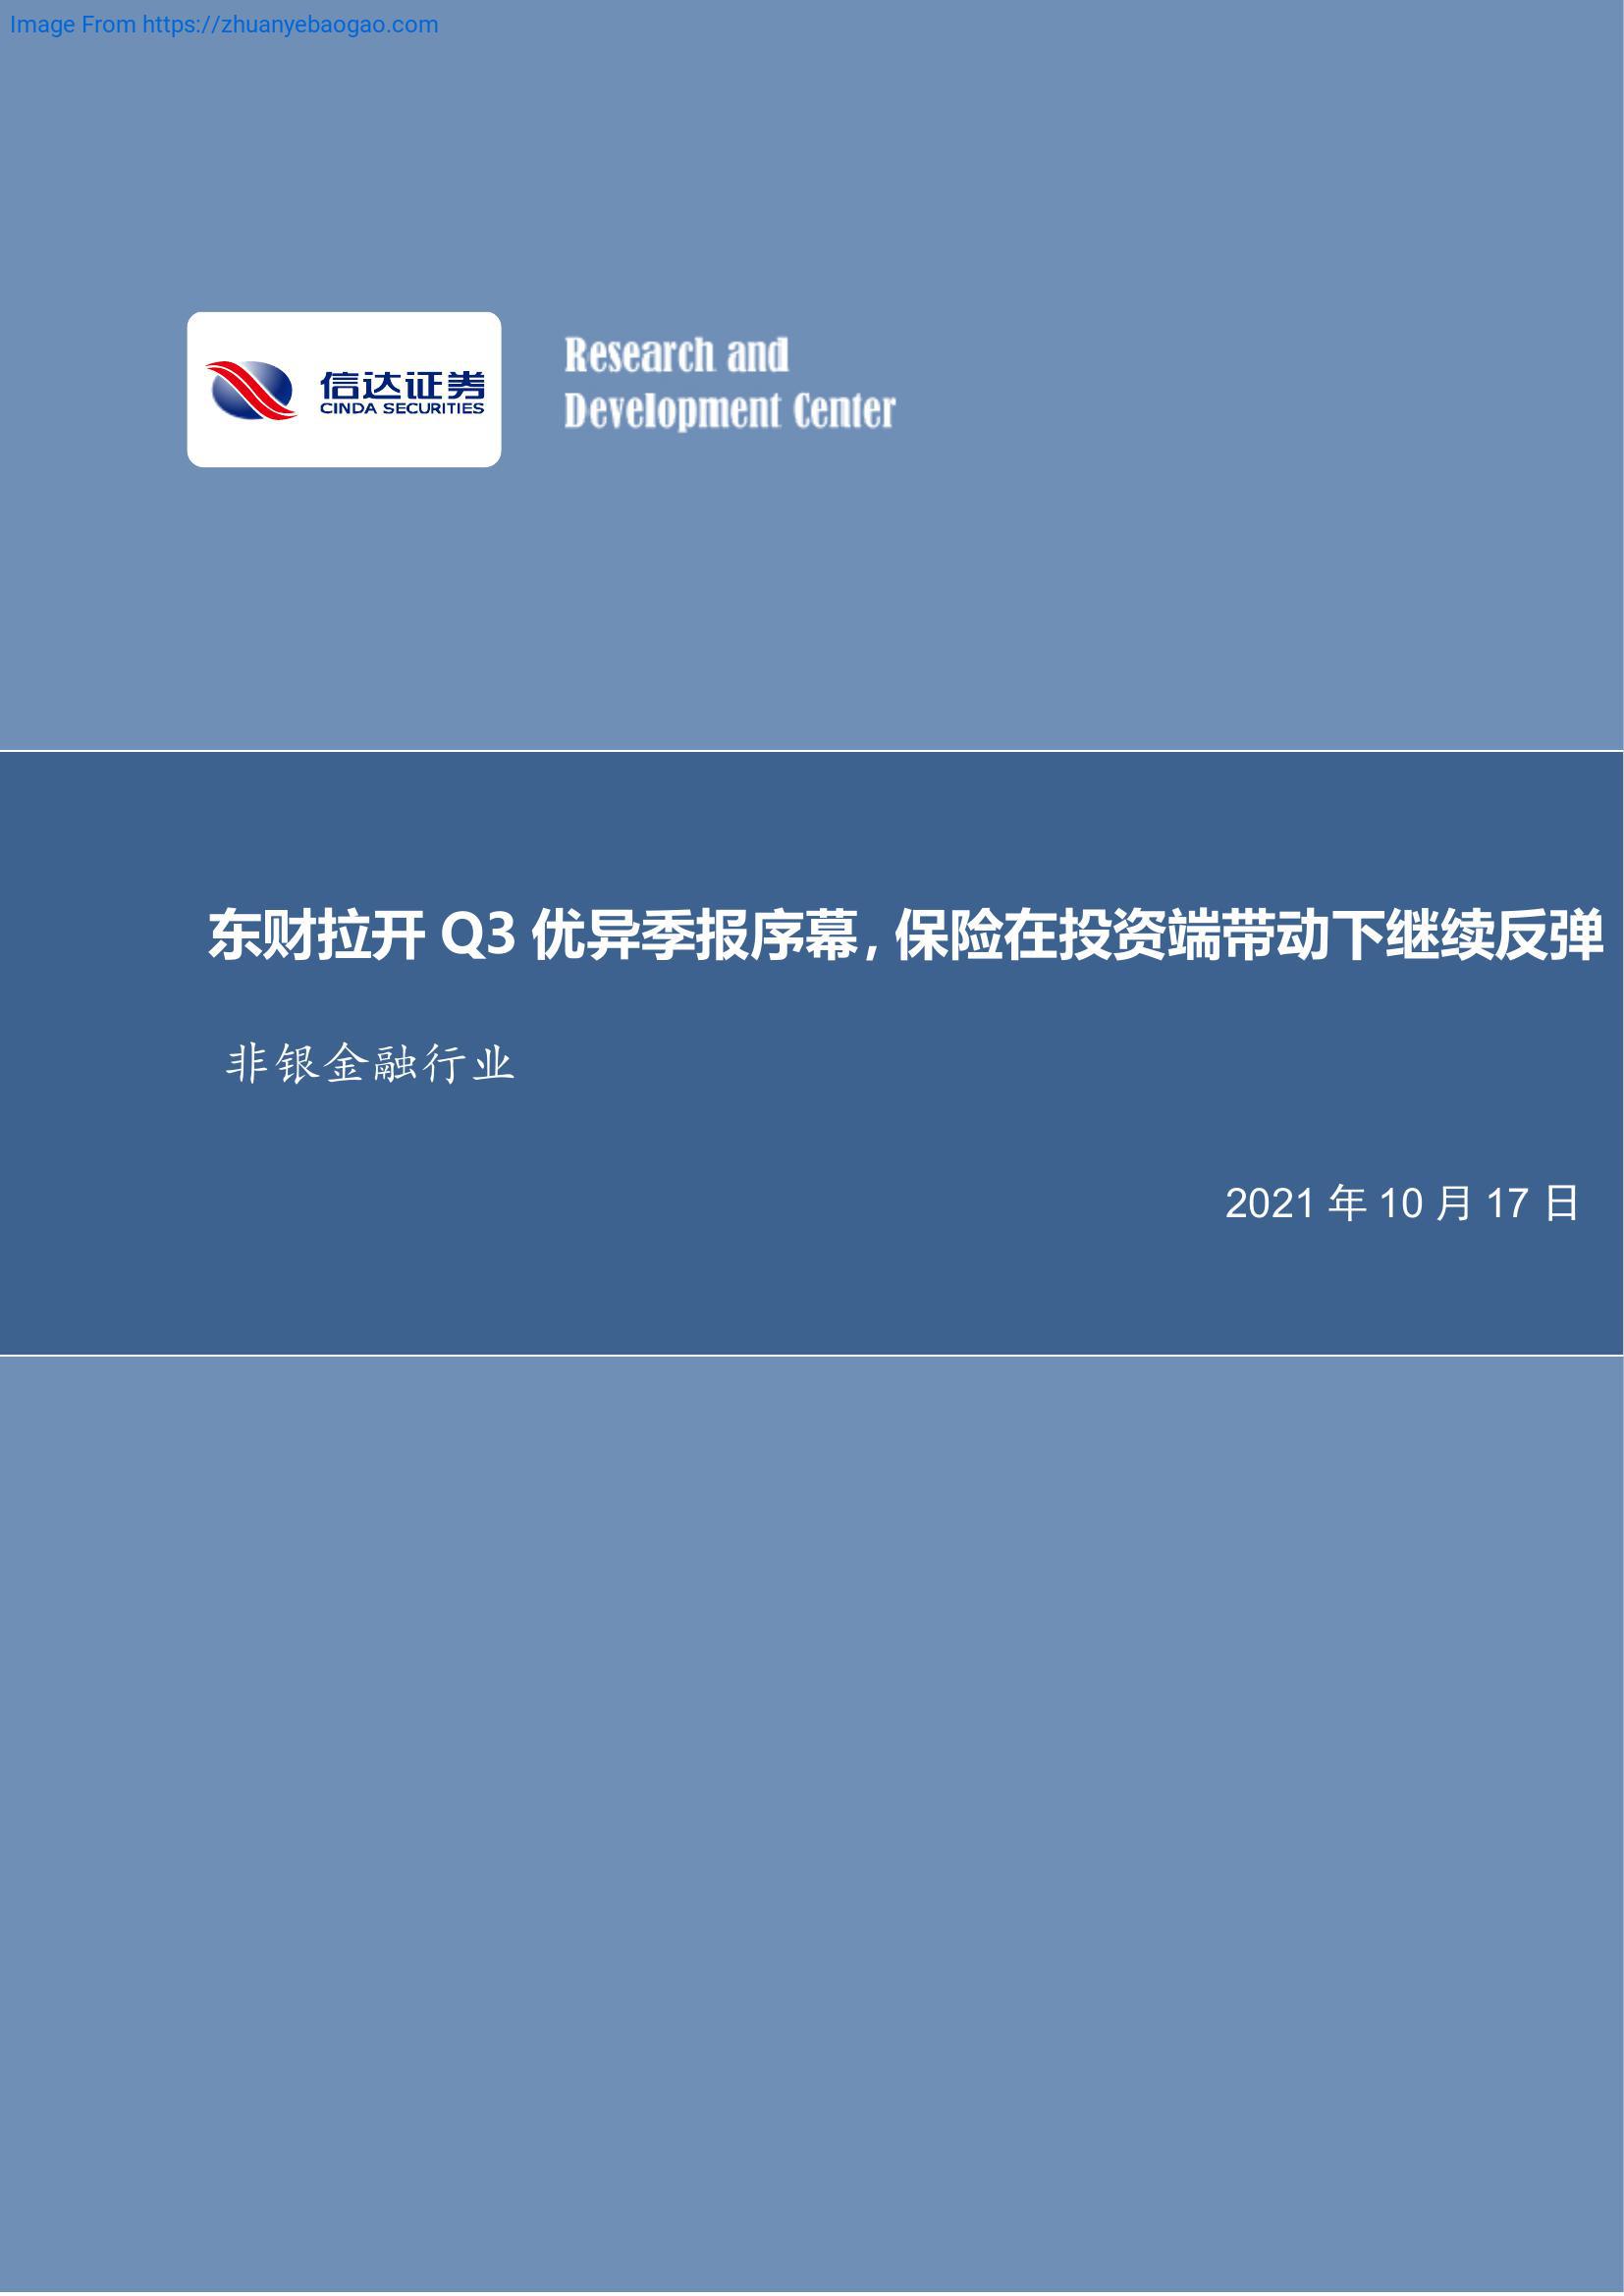 Image From https://zhuanyebaogao.com
信达证券
CINDA SECURITIES
Research and
Development Center
东财拉开 Q3 优异季报序幕，保险在投资端带动下继续反弹
非银金融行业
2021 年 10 月 17 日